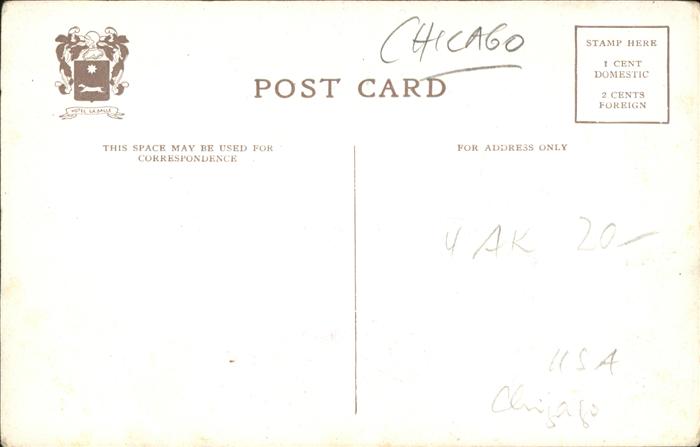 CHICAGO
HOTEL LA SALLE
POST CARD
STAMP HERE
1 CENT
DOMESTIC
2 CENTS
FOREIGN
THIS SPACE MAY BE USED FOR
CORRESPONDENCE
FOR ADDRESS ONLY
4 AK 20-
USA
Chigago